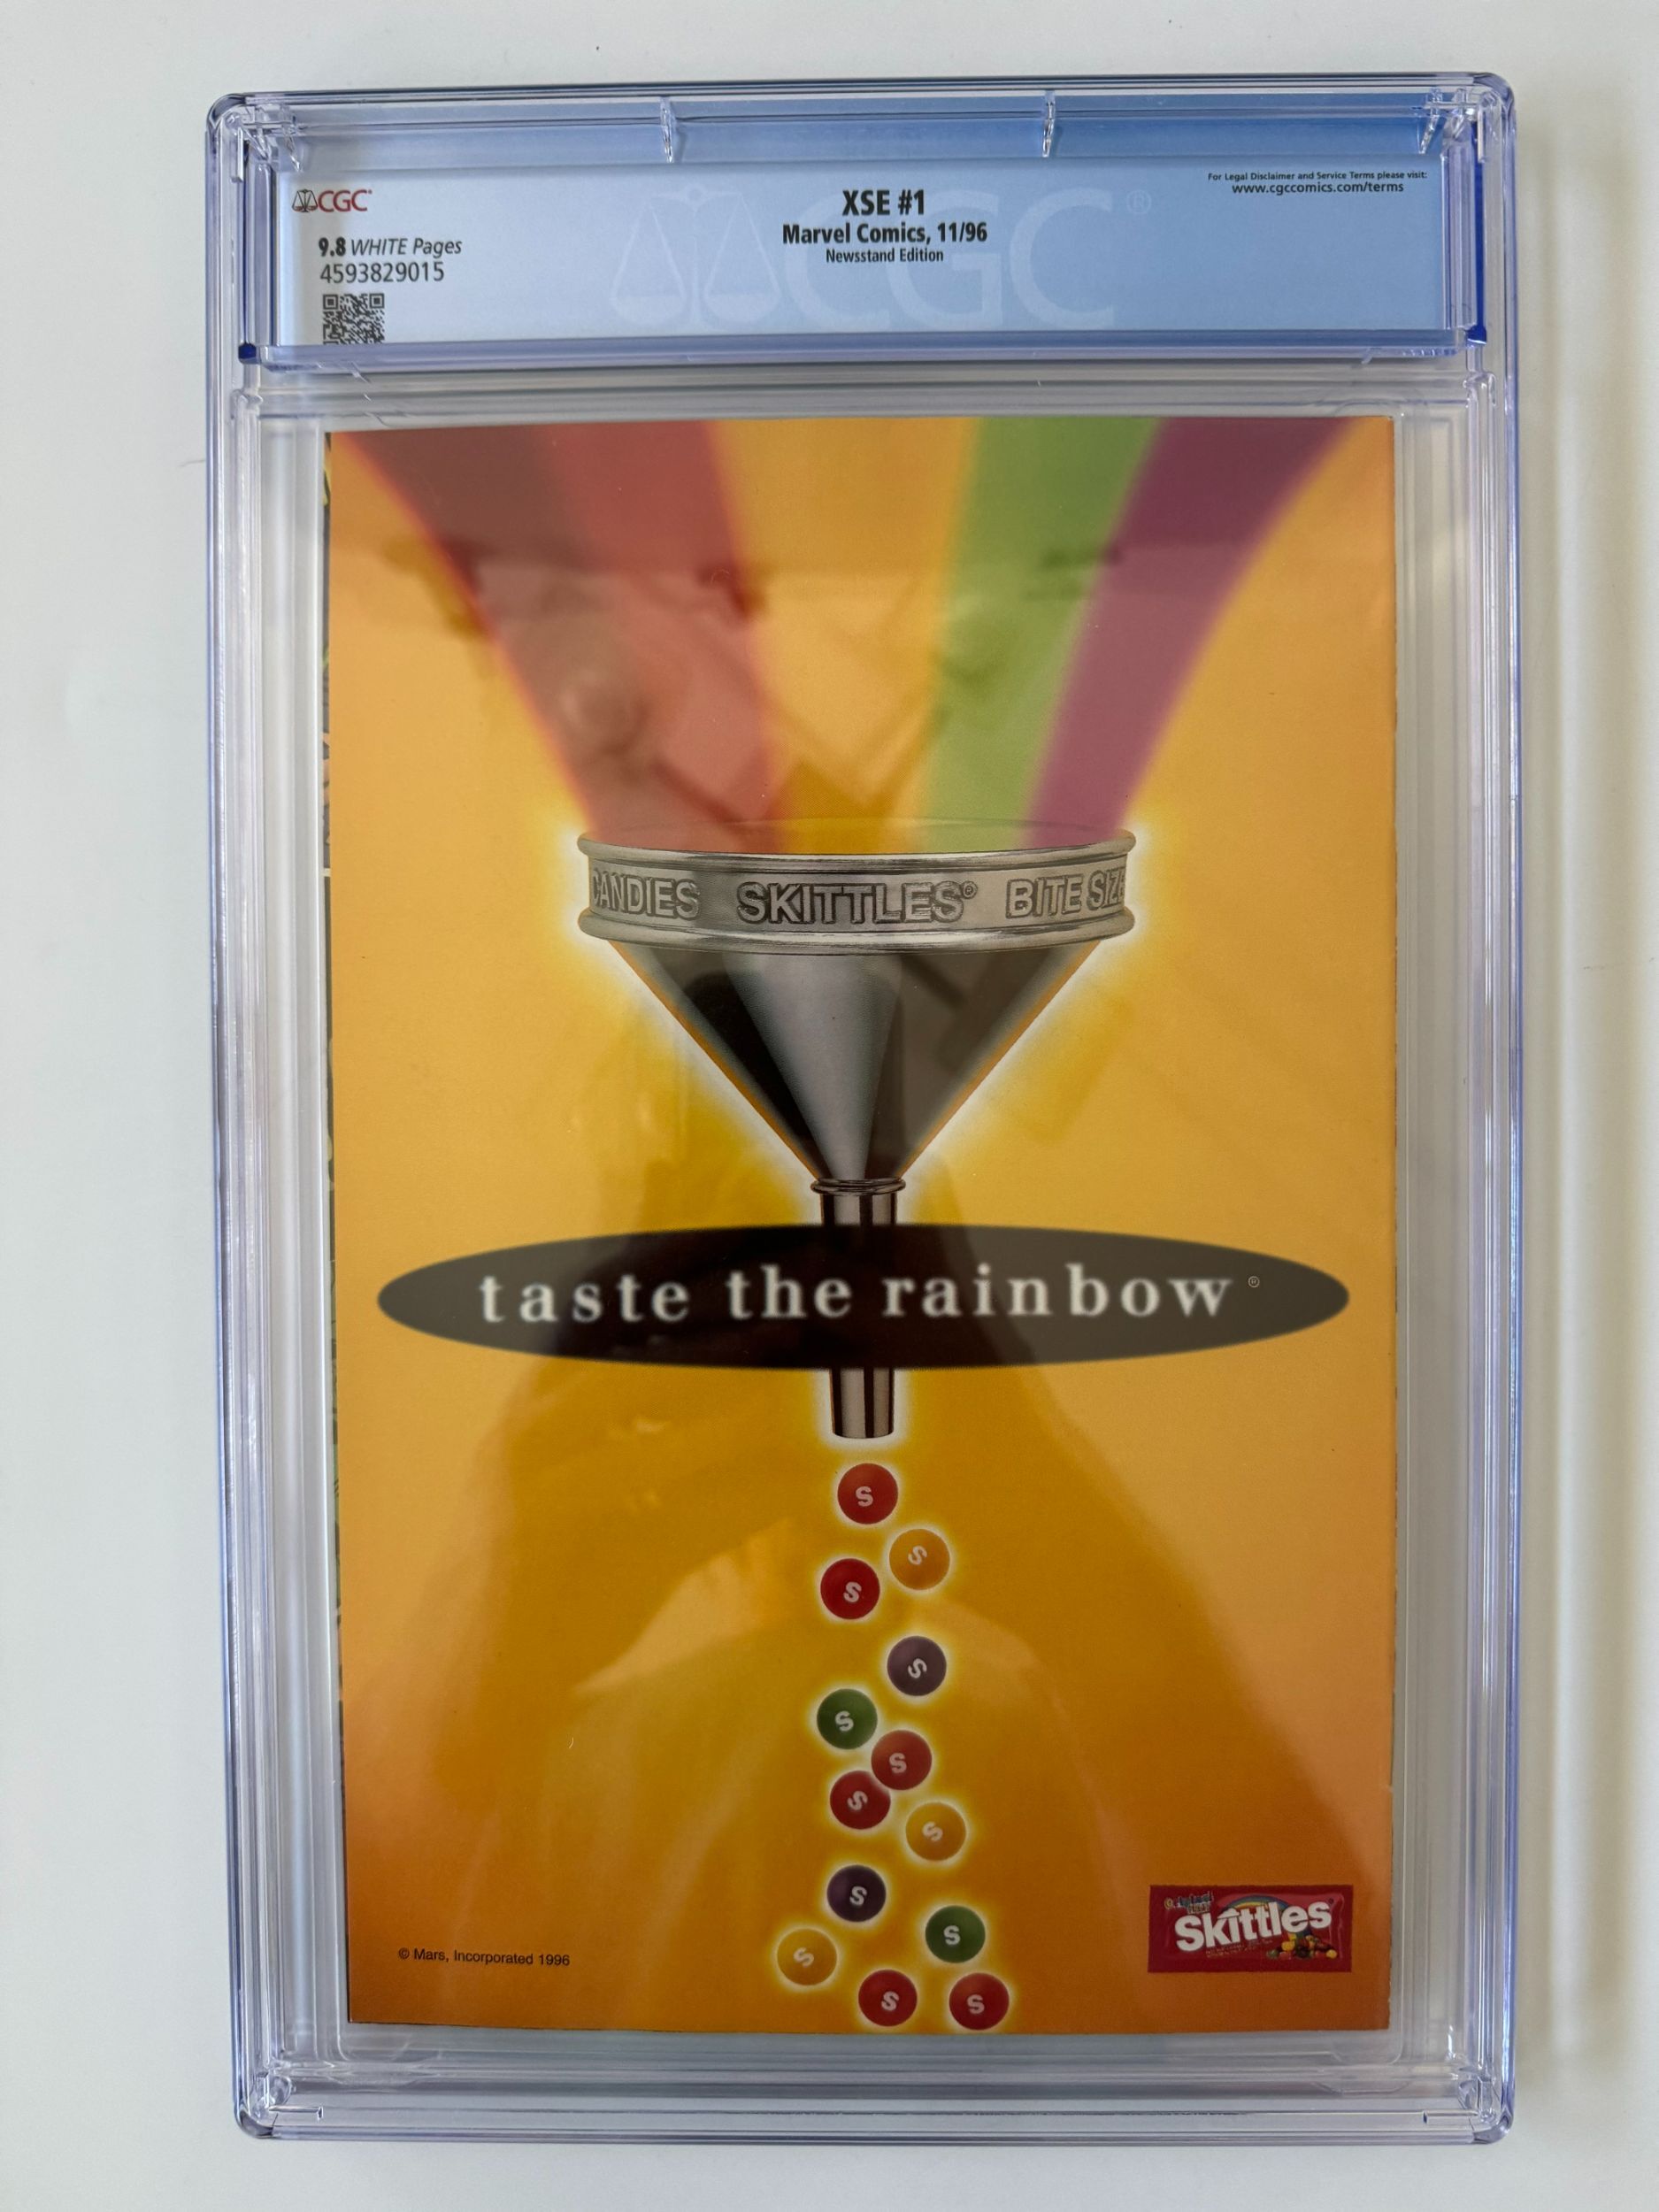 CGC
For Legal Disclaimer and Service Terms please visit:
www.cgccomics.com/terms
XSE #1
Marvel Comics, 11/96
Newsstand Edition
9.8 WHITE Pages
4593829015
CGC®
CANDIES SKITTLES® BITE SIZE
taste the rainbow®
S
S
S
S
S
S
S
S
S
S
S
S
S
Skittles
© Mars, Incorporated 1996